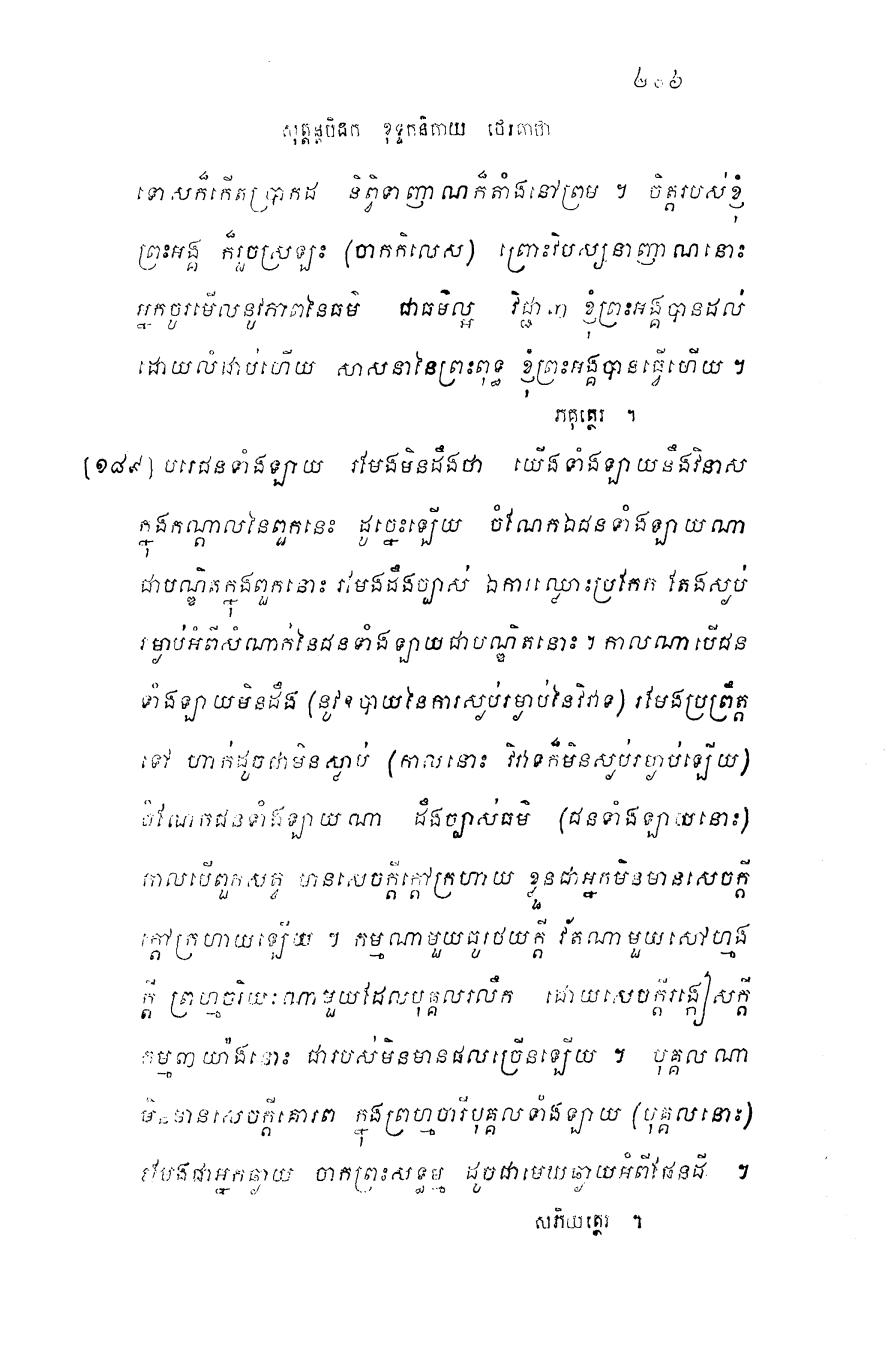 ២០៦
សុត្តន្តបិដក ខុទ្ទកនិកាយ ថេរគាថា
ទោសក៏កើតប្រាកដ និព្វិទាញាណក៏តាំងនៅព្រម ។ ចិត្តរបស់ខ្ញុំ
ព្រះអង្គ ក៏រួចស្រឡះ (ចាកកិលេស) ព្រោះវិបស្សនាញាណនោះ
អ្នកចូរមើលនូវភាពនៃធម៌ ជាធម៌ល្អ វិជ្ជា ៣ ខ្ញុំព្រះអង្គបានដល់
ដោយលំដាប់ហើយ សាសនានៃព្រះពុទ្ធ ខ្ញុំព្រះអង្គបានធ្វើហើយ ។
ភគុត្ថេរ ។
[១៨៩] បរេជនទាំងឡាយ រមែងមិនដឹងថា យើងទាំងឡាយនឹងវិនាស
ក្នុងកណ្តាលនៃពួកនេះ ដូច្នេះឡើយ ចំណែកឯជនទាំងឡាយណា
ជាបណ្ឌិតក្នុងពួកនោះ រមែងដឹងច្បាស់ ឯការឈ្លោះប្រកែក តែងស្ងប់
រម្ងាប់អំពីសំណាក់នៃជនទាំងឡាយជាបណ្ឌិតនោះ ។ កាលណាបើជន
ទាំងឡាយមិនដឹង (នូវឧបាយនៃការស្ងប់រម្ងាប់នៃវិវាទ) រមែងប្រព្រឹត្ត
ទៅ ហាក់ដូចជាមិនស្លាប់ (កាលនោះ វិវាទក៏មិនស្ងប់រម្ងាប់ឡើយ)
ចំណែកជនទាំងឡាយណា ដឹងច្បាស់ធម៌ (ជនទាំងឡាយនោះ)
កាលបើពួកសត្វ មានសេចក្តីក្តៅក្រហាយ ខ្លួនជាអ្នកមិនមានសេចក្តី
ក្តៅក្រហាយឡើយ ។ កម្មណាមួយធូរថយក្តី វ័តណាមួយសៅហ្មង
ក្តី ព្រហ្មចរិយៈណាមួយដែលបុគ្គលរលឹក ដោយសេចក្តីរង្កៀសក្តី
កម្ម៣យ៉ាងនោះ ជារបស់មិនមានផលច្រើនឡើយ ។ បុគ្គលណា
មិនមានសេចក្តីគោរព ក្នុងព្រហ្មចារីបុគ្គលទាំងឡាយ (បុគ្គលនោះ)
រមែងជាអ្នកឆ្ងាយ ចាកព្រះសទ្ធម្ម ដូចជាមេឃឆ្ងាយអំពីផែនដី ។
សភិយត្ថេរ ។